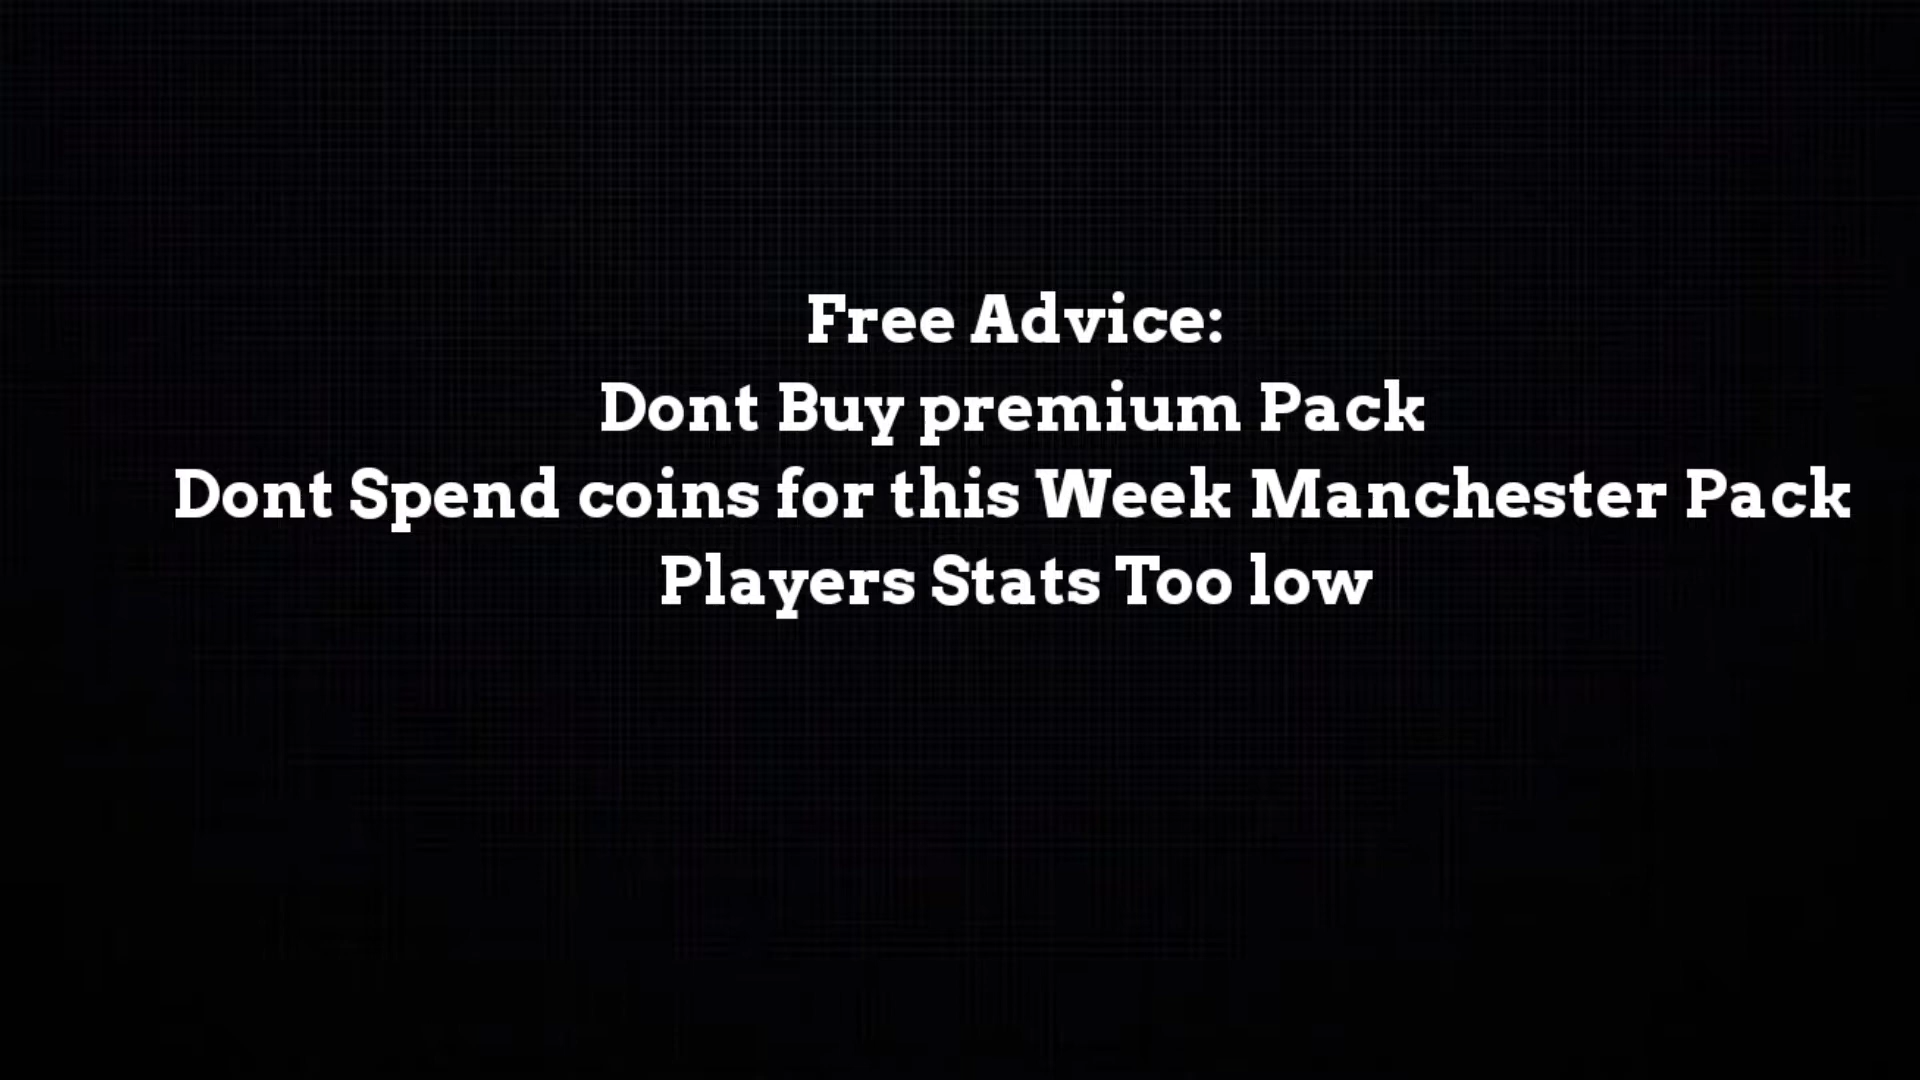 Free Advice:
Dont Buy premium Pack
Dont Spend coins for this Week Manchester Pack
Players Stats Too low